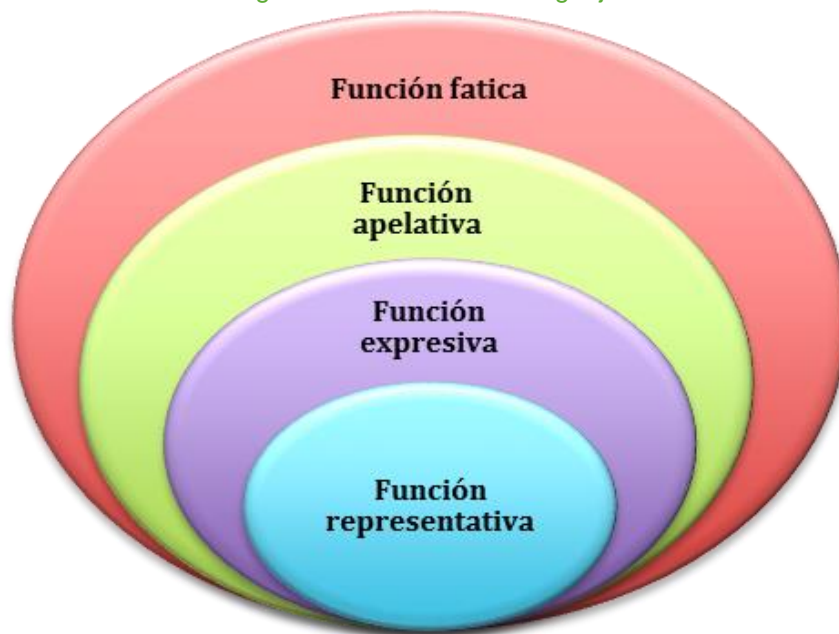 Función fatica
Función
apelativa
Función
expresiva
Función
representativa